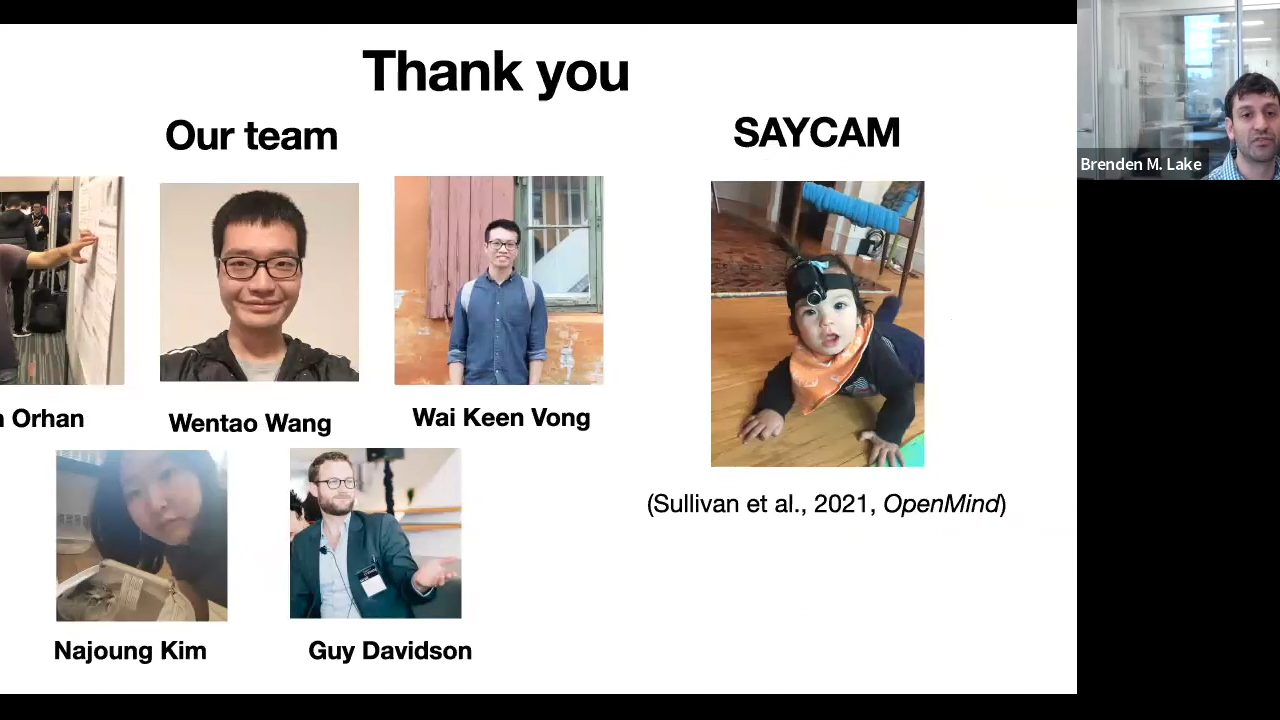 Thank you
Our team
SAYCAM
Brenden M. Lake
Orhan
Wentao Wang
Wai Keen Vong
(Sullivan et al., 2021, OpenMind)
Najoung Kim
Guy Davidson